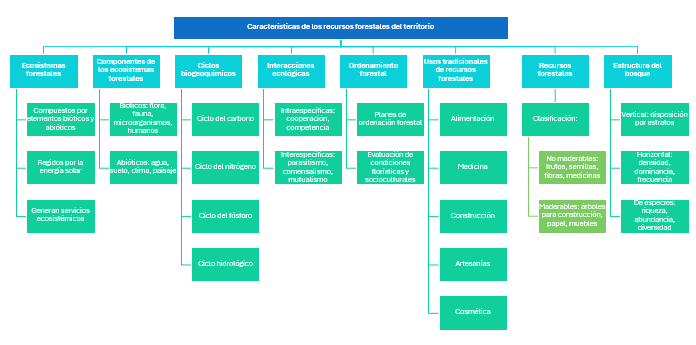 Características de los recursos forestales del territorio
Ecosistemas
forestales
Compuestos por
elementos bióticos y
abióticos
Regidos por la
energía solar
Generan servicios
ecosistémicos
Componentes de
los ecosistemas
forestales
Bióticos: flora,
fauna,
microorganismos,
humanos
Abióticos: agua,
suelo, clima, paisaje
Ciclos
biogeoquímicos
Ciclo del carbono
Ciclo del nitrógeno
Ciclo del fósforo
Ciclo hidrológico
Interacciones
ecológicas
Intraespecíficas:
cooperación,
competencia
Interespecíficas:
parasitismo,
comensalismo,
mutualismo
Ordenamiento
forestal
Planes de
ordenación forestal
Evaluación de
condiciones
florísticas y
socioculturales
Usos tradicionales
de recursos
forestales
Alimentación
Medicina
Construcción
Artesanías
Cosmética
Recursos
forestales
Clasificación:
No maderables:
frutos, semillas,
fibras, medicinas
Maderables: árboles
para construcción,
papel, muebles
Estructura del
bosque
Vertical: disposición
por estratos
Horizontal:
densidad,
dominancia,
frecuencia
De especies:
riqueza,
abundancia,
diversidad